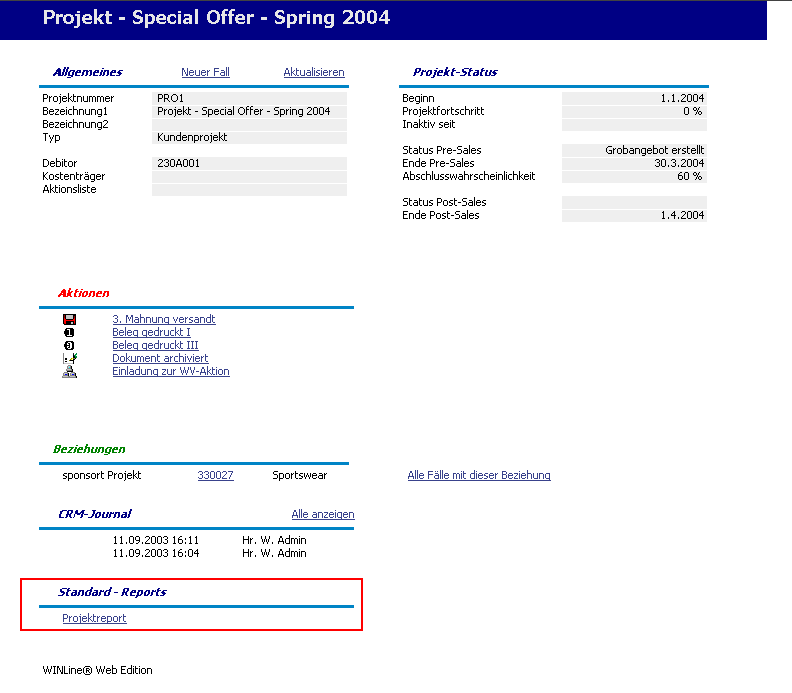 Projekt - Special Offer - Spring 2004
Allgemeines Neuer Fall Aktualisieren
Projektnummer PRO1
Bezeichnung1 Projekt - Special Offer - Spring 2004
Bezeichnung2
Typ Kundenprojekt
Debitor 230A001
Kostenträger
Aktionsliste
Projekt-Status
Beginn 1.1.2004
Projektfortschritt 0 %
Inaktiv seit
Status Pre-Sales Grobangebot erstellt
Ende Pre-Sales 30.3.2004
Abschlusswahrscheinlichkeit 60 %
Status Post-Sales
Ende Post-Sales 1.4.2004
Aktionen
3. Mahnung versandt
1 Beleg gedruckt I
3 Beleg gedruckt III
Dokument archiviert
Einladung zur WV-Aktion
Beziehungen
sponsort Projekt 330027 Sportswear Alle Fälle mit dieser Beziehung
CRM-Journal Alle anzeigen
11.09.2003 16:11 Hr. W. Admin
11.09.2003 16:04 Hr. W. Admin
Standard - Reports
Projektreport
WINLine® Web Edition